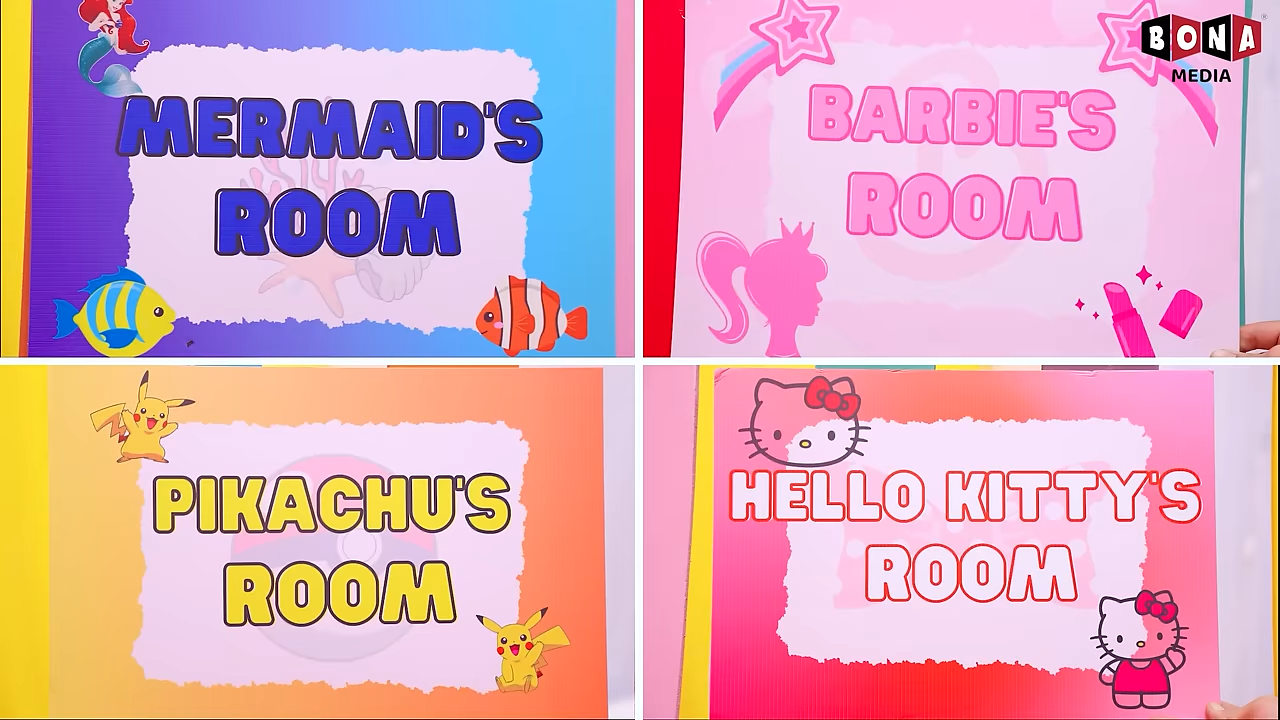 MERMAID'S
ROOM
BARBIE'S
ROOM
BONA
MEDIA
PIKACHU'S
ROOM
HELLO KITTY'S
ROOM